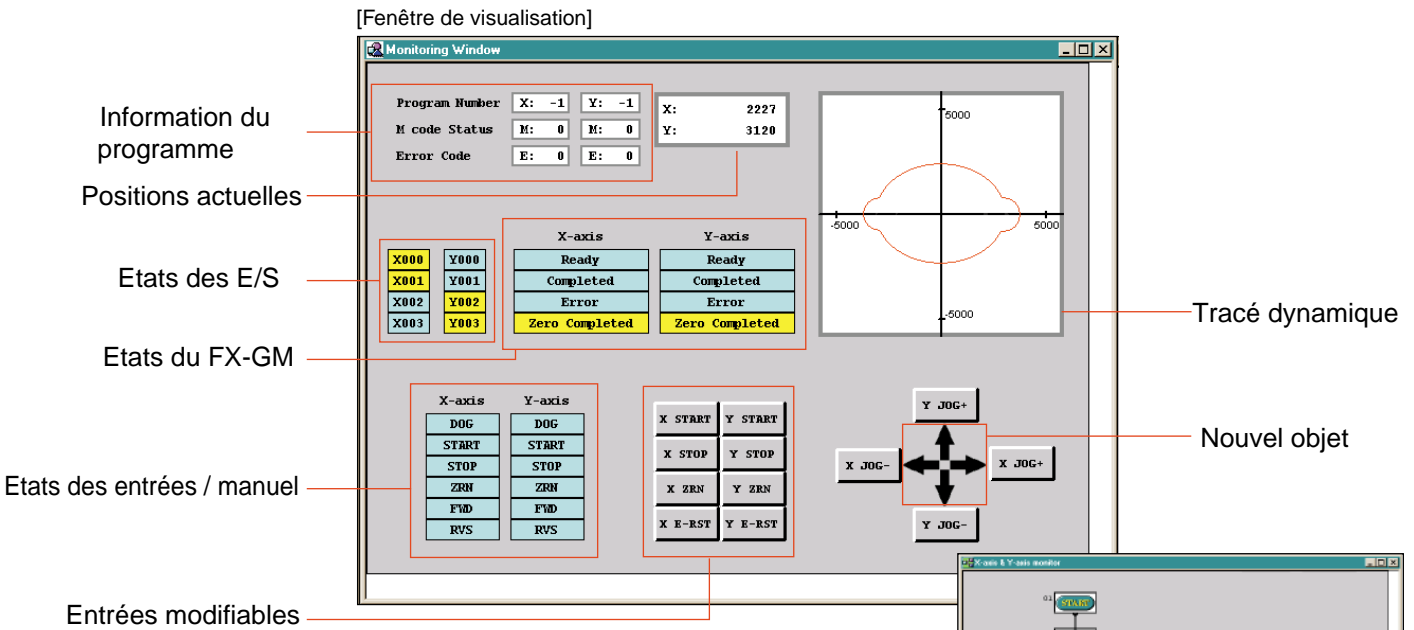 [Fenêtre de visualisation]
Monitoring Window
Information du
programme
Program Number X: -1 Y: -1
M code Status M: 0 M: 0
Error Code E: 0 E: 0
X: 2227
Y: 3120
Positions actuelles
5000
-5000
5000
-5000
Tracé dynamique
Etats des E/S
X000 Y000
X001 Y001
X002 Y002
X003 Y003
X-axis Y-axis
Ready Ready
Completed Completed
Error Error
Zero Completed Zero Completed
Etats du FX-GM
X-axis Y-axis
DOG DOG
START START
STOP STOP
ZRN ZRN
FWD FWD
RVS RVS
Etats des entrées / manuel
X START Y START
X STOP Y STOP
X ZRN Y ZRN
X E-RST Y E-RST
Entrées modifiables
Y JOG+
X JOG- X JOG+
Y JOG-
Nouvel objet
X-axis & Y-axis monitor
01 START